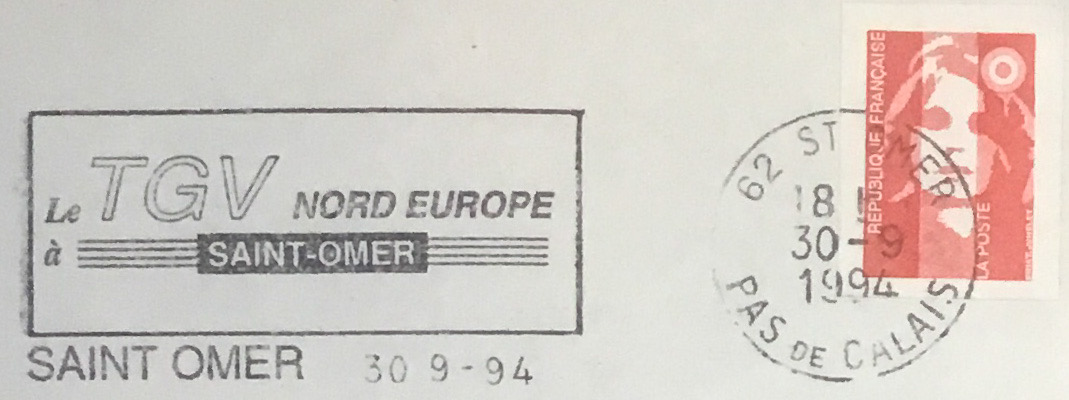 Le TGV NORD EUROPE
à SAINT-OMER
SAINT OMER 30 9-94
62 ST OMER
18 H
30-9
1994
PAS DE CALAIS
REPUBLIQUE FRANÇAISE
LA POSTE